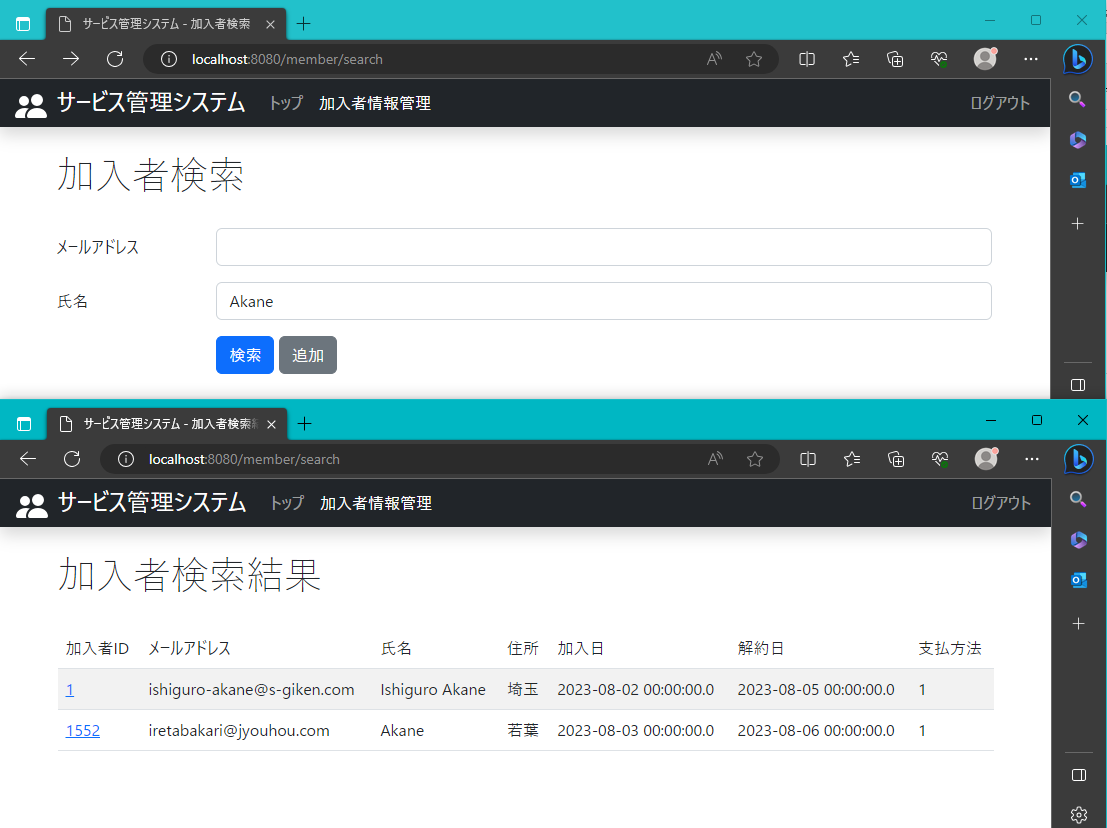 サービス管理システム - 加入者検索
localhost:8080/member/search
サービス管理システム トップ 加入者情報管理 ログアウト
加入者検索
メールアドレス
氏名 Akane
検索 追加
サービス管理システム - 加入者検索結
localhost:8080/member/search
サービス管理システム トップ 加入者情報管理 ログアウト
加入者検索結果
加入者ID メールアドレス 氏名 住所 加入日 解約日 支払方法
1 ishiguro-akane@s-giken.com Ishiguro Akane 埼玉 2023-08-02 00:00:00.0 2023-08-05 00:00:00.0 1
1552 iretabakari@jyouhou.com Akane 若葉 2023-08-03 00:00:00.0 2023-08-06 00:00:00.0 1